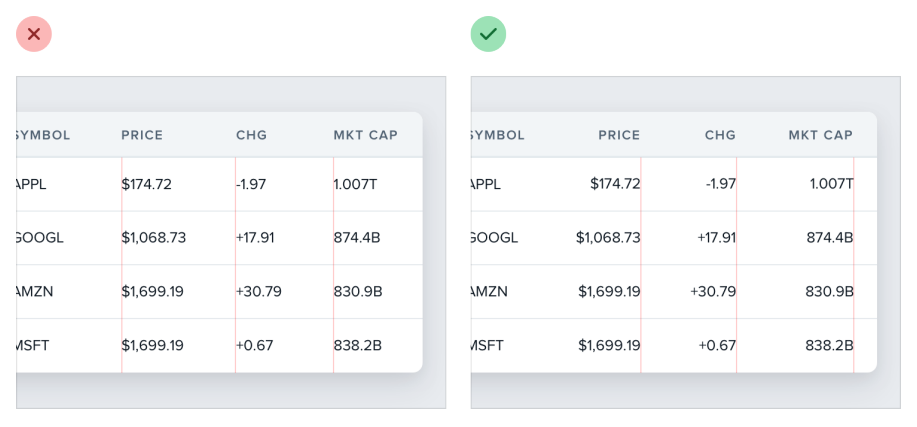 SYMBOL PRICE CHG MKT CAP
APPL $174.72 -1.97 1.007T
GOOGL $1,068.73 +17.91 874.4B
AMZN $1,699.19 +30.79 830.9B
MSFT $1,699.19 +0.67 838.2B
SYMBOL PRICE CHG MKT CAP
APPL $174.72 -1.97 1.007T
GOOGL $1,068.73 +17.91 874.4B
AMZN $1,699.19 +30.79 830.9B
MSFT $1,699.19 +0.67 838.2B